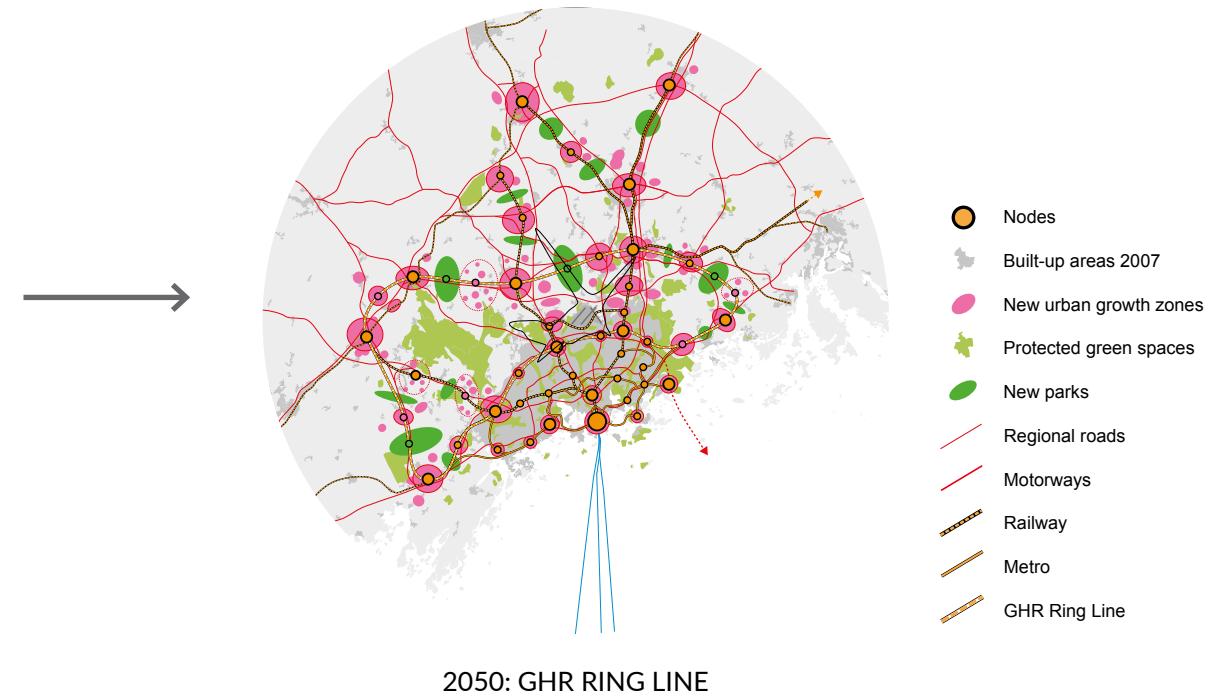 Nodes
Built-up areas 2007
New urban growth zones
Protected green spaces
New parks
Regional roads
Motorways
Railway
Metro
GHR Ring Line
2050: GHR RING LINE